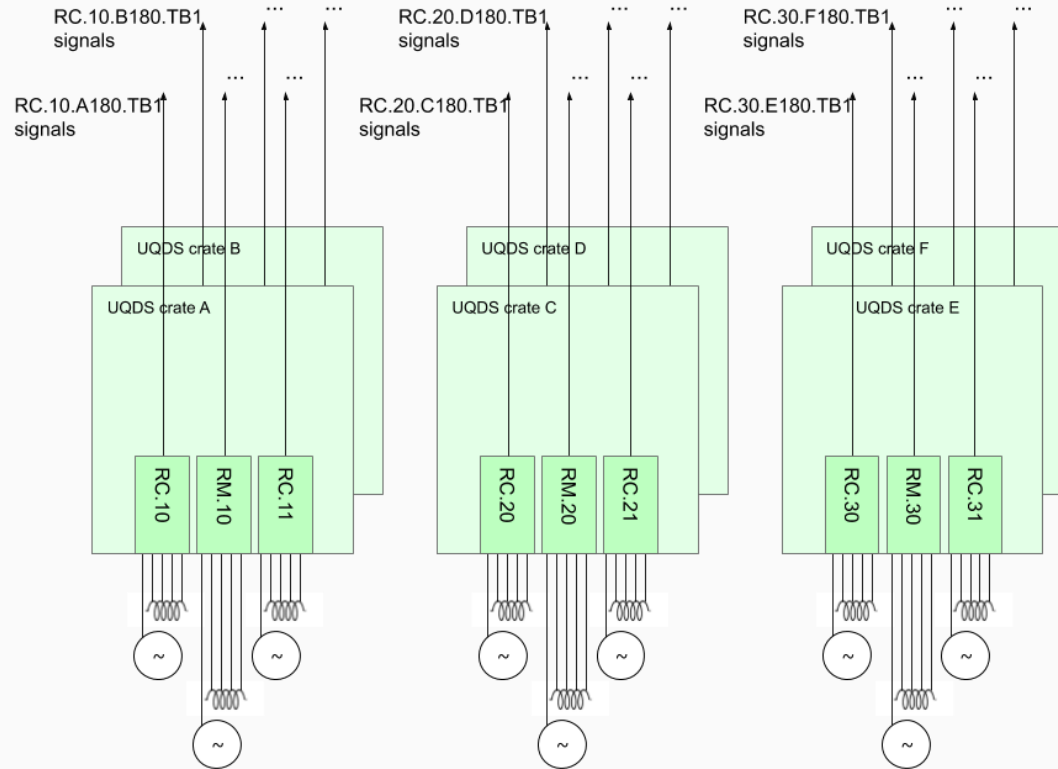 ...
...
RC.10.B180.TB1
signals
...
...
RC.10.A180.TB1
signals
UQDS crate B
UQDS crate A
RC.10
RM.10
RC.11
~
~
~
...
...
RC.20.D180.TB1
signals
...
...
RC.20.C180.TB1
signals
UQDS crate D
UQDS crate C
RC.20
RM.20
RC.21
~
~
~
...
...
RC.30.F180.TB1
signals
...
...
RC.30.E180.TB1
signals
UQDS crate F
UQDS crate E
RC.30
RM.30
RC.31
~
~
~